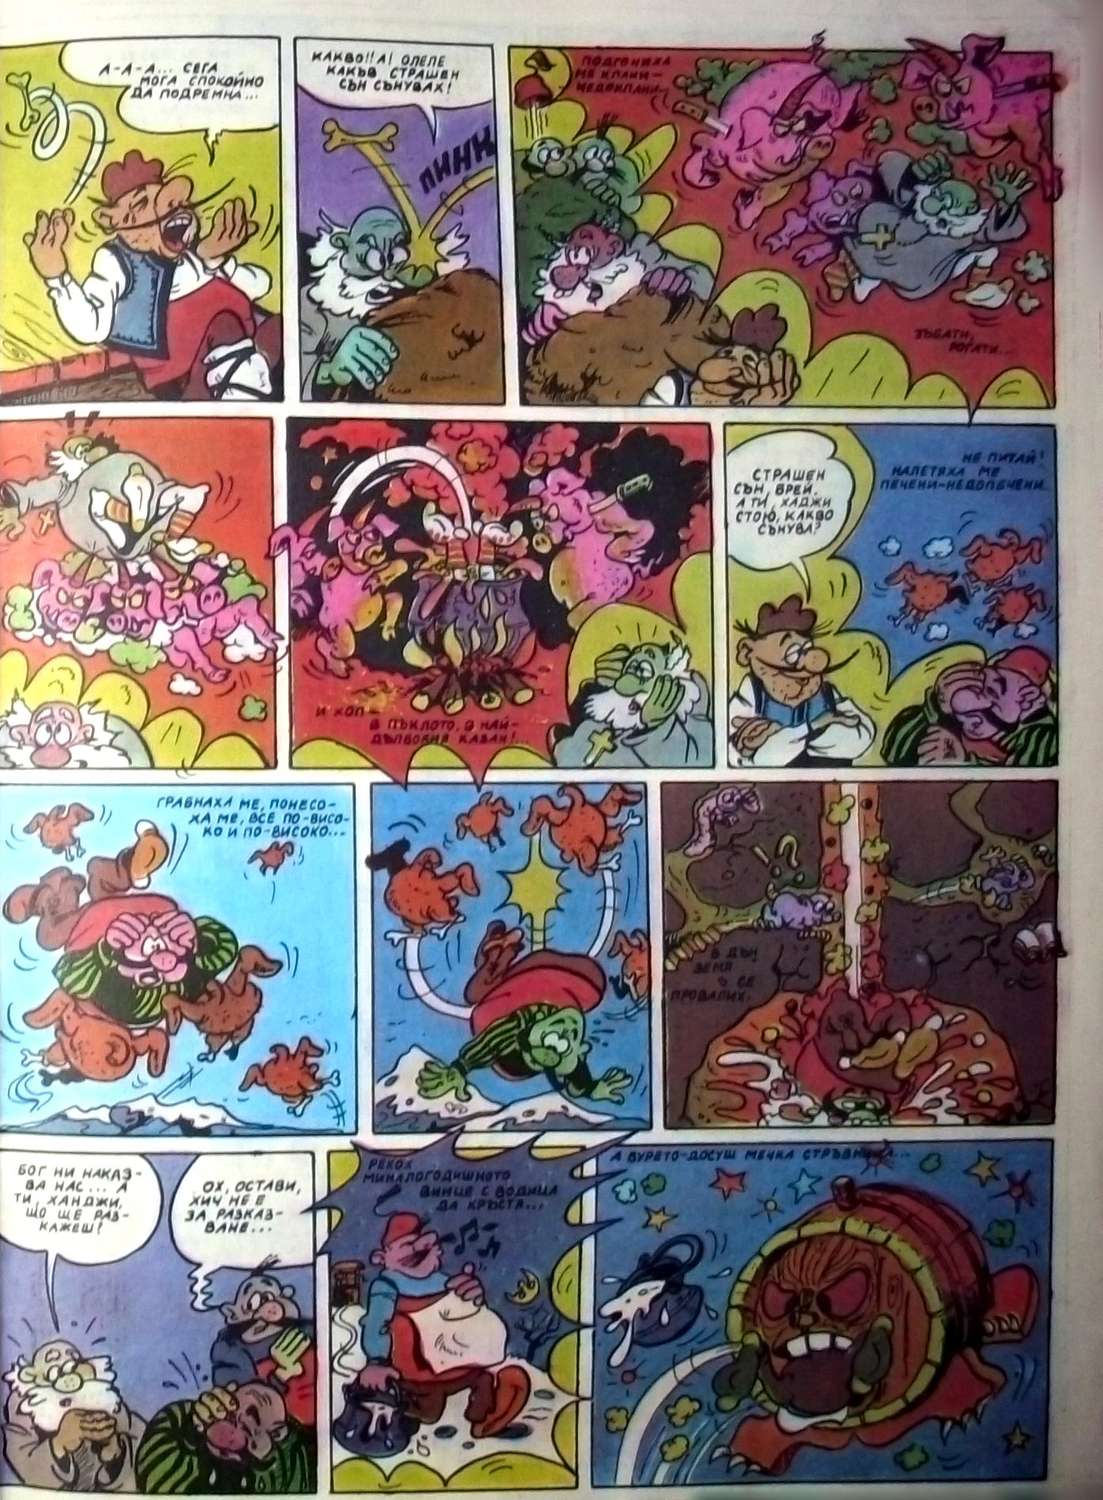 А-А-А... СЕГА
МОГА СПОКОЙНО
ДА ПОДРЕМНА...
КАКВО!!А! ОЛЕЛЕ
КАКЪВ СТРАШЕН
СЪН СЪНУВАХ!
ПИНН
ПОДГОНИХА
МЕ КЛАНИ-
НЕДОКЛАНИ...
ЗЪБАТИ,
РОГАТИ...
И ХОП-
В ПЪКЛОТО, В НАЙ-
ДЪЛБОКИЯ КАЗАН!...
СТРАШЕН
СЪН, БРЕЙ.
А ТИ, ХАДЖИ
СТОЮ, КАКВО
СЪНУВА?
НЕ ПИТАЙ!
НАЛЕТЯХА МЕ
ПЕЧЕНИ-НЕДОПЕЧЕНИ
ГРАБНАХА МЕ, ПОНЕСО-
ХА МЕ, ВСЕ ПО-ВИСО-
КО И ПО-ВИСОКО...
В ДЪН
ЗЕМЯ
СЕ
ПРОВАЛИХ.
БОГ НИ НАКАЗ-
ВА НАС... А
ТИ, ХАНДЖИ,
ЩО ЩЕ РАЗ-
КАЖЕШ?
ОХ, ОСТАВИ,
ХИЧ НЕ Е
ЗА РАЗКАЗ-
ВАНЕ...
РЕКОХ
МИНАЛОГОДИШНОТО
ВИНЦЕ С ВОДИЦА
ДА КРЪСТЯ...
А БУРЕТО-ДОСУЩ МЕЧКА СТРЪВНИЦА...